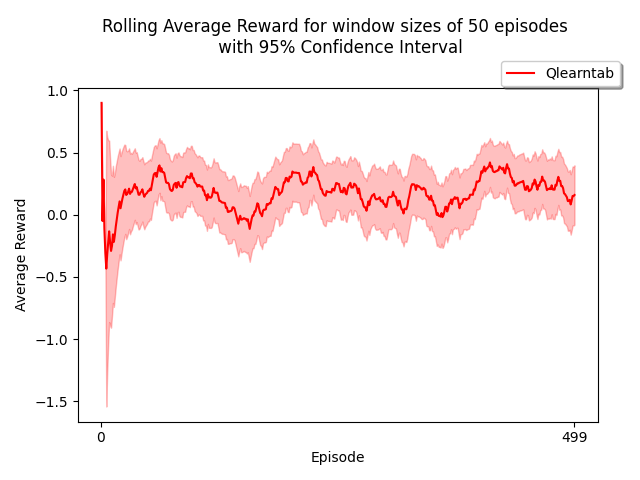 Rolling Average Reward for window sizes of 50 episodes
with 95% Confidence Interval
Qlearntab
1.0
0.5
0.0
−0.5
−1.0
−1.5
Average Reward
0
499
Episode